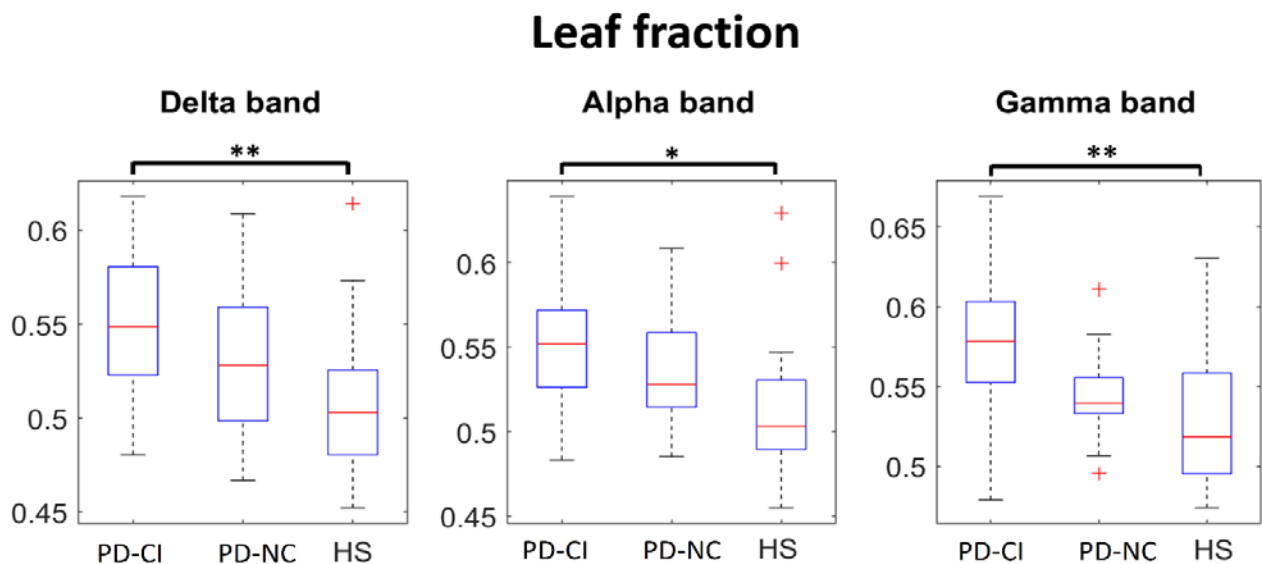 Leaf fraction
Delta band
**
0.6
0.55
0.5
0.45
PD-CI PD-NC HS
Alpha band
*
0.6
0.55
0.5
0.45
PD-CI PD-NC HS
Gamma band
**
0.65
0.6
0.55
0.5
PD-CI PD-NC HS